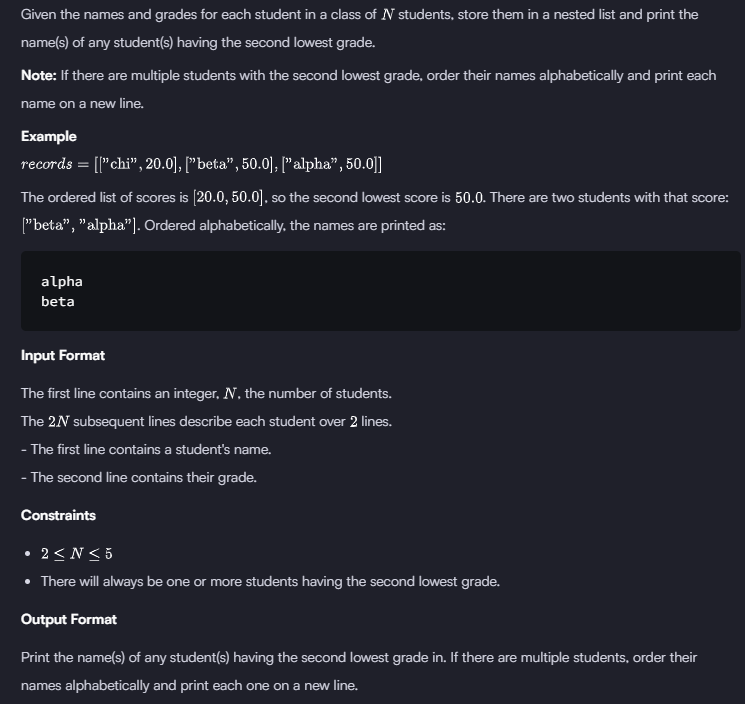 Given the names and grades for each student in a class of N students, store them in a nested list and print the
name(s) of any student(s) having the second lowest grade.
Note: If there are multiple students with the second lowest grade, order their names alphabetically and print each
name on a new line.
Example
records = [["chi", 20.0], ["beta", 50.0], ["alpha", 50.0]]
The ordered list of scores is [20.0, 50.0], so the second lowest score is 50.0. There are two students with that score:
["beta", "alpha"]. Ordered alphabetically, the names are printed as:
alpha
beta
Input Format
The first line contains an integer, N, the number of students.
The 2N subsequent lines describe each student over 2 lines.
- The first line contains a student's name.
- The second line contains their grade.
Constraints
• 2 ≤ N ≤ 5
• There will always be one or more students having the second lowest grade.
Output Format
Print the name(s) of any student(s) having the second lowest grade in. If there are multiple students, order their
names alphabetically and print each one on a new line.